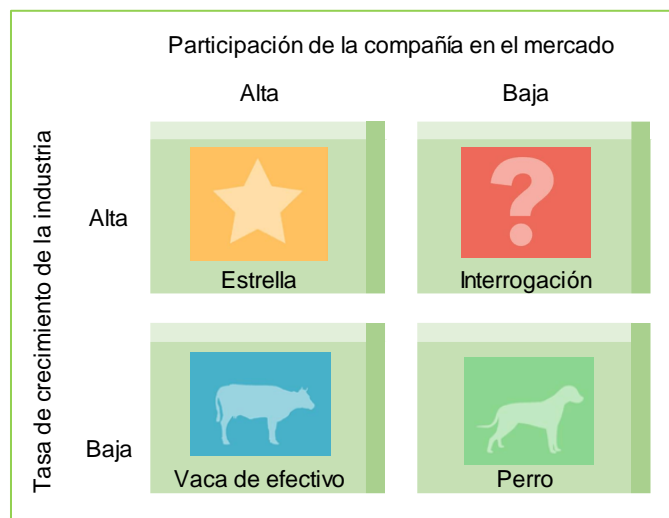 Participación de la compañía en el mercado
Alta
Baja
Tasa de crecimiento de la industria
Alta
Estrella
?
Interrogación
Baja
Vaca de efectivo
Perro